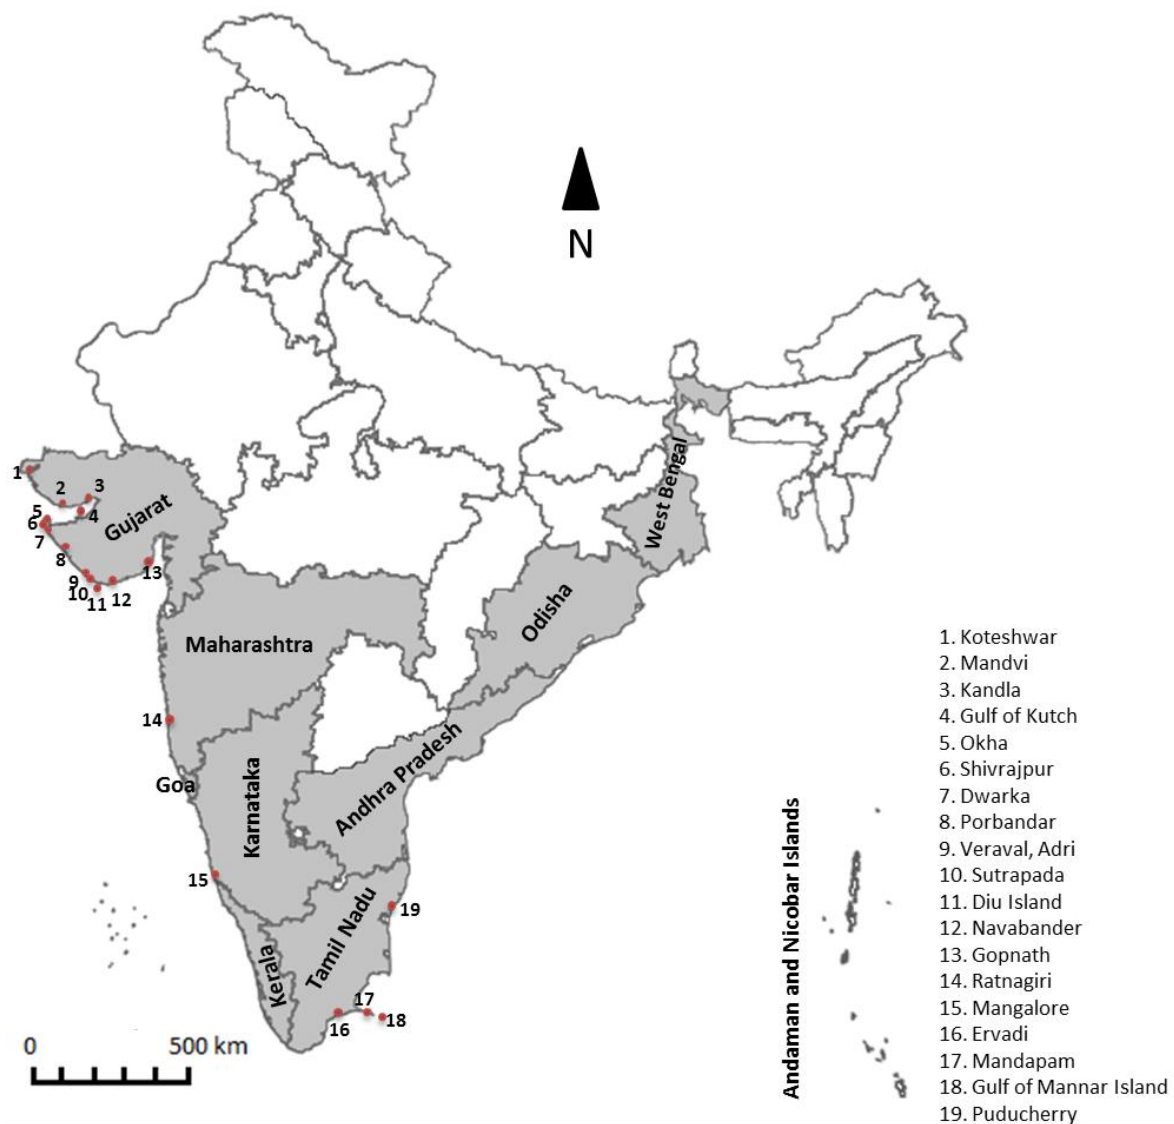 N
1
2
3
4
5
6
7
8
9
10
11
12
13
Gujarat
West Bengal
Odisha
Maharashtra
14
Goa
Karnataka
Andhra Pradesh
15
19
Tamil Nadu
Kerala
17
16
18
0 500 km
Andaman and Nicobar Islands
1. Koteshwar
2. Mandvi
3. Kandla
4. Gulf of Kutch
5. Okha
6. Shivrajpur
7. Dwarka
8. Porbandar
9. Veraval, Adri
10. Sutrapada
11. Diu Island
12. Navabander
13. Gopnath
14. Ratnagiri
15. Mangalore
16. Ervadi
17. Mandapam
18. Gulf of Mannar Island
19. Puducherry